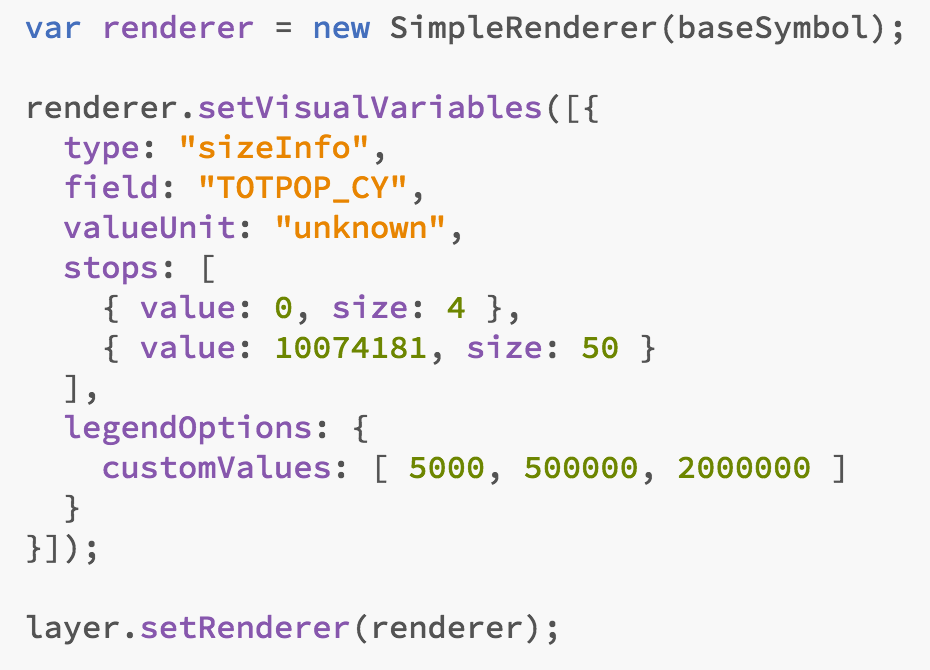 var renderer = new SimpleRenderer(baseSymbol);
renderer.setVisualVariables([{
type: "sizeInfo",
field: "TOTPOP_CY",
valueUnit: "unknown",
stops: [
{ value: 0, size: 4 },
{ value: 10074181, size: 50 }
],
legendOptions: {
customValues: [ 5000, 500000, 2000000 ]
}
}]);
layer.setRenderer(renderer);